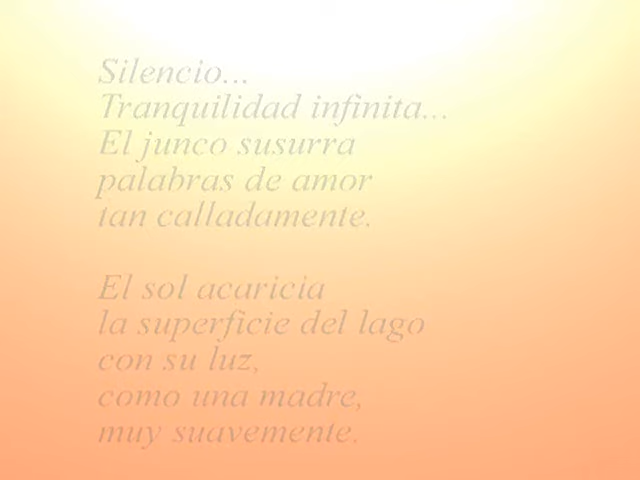 Silencio...
Tranquilidad infinita...
El junco susurra
palabras de amor
tan calladamente.
El sol acaricia
la superficie del lago
con su luz,
como una madre,
muy suavemente.